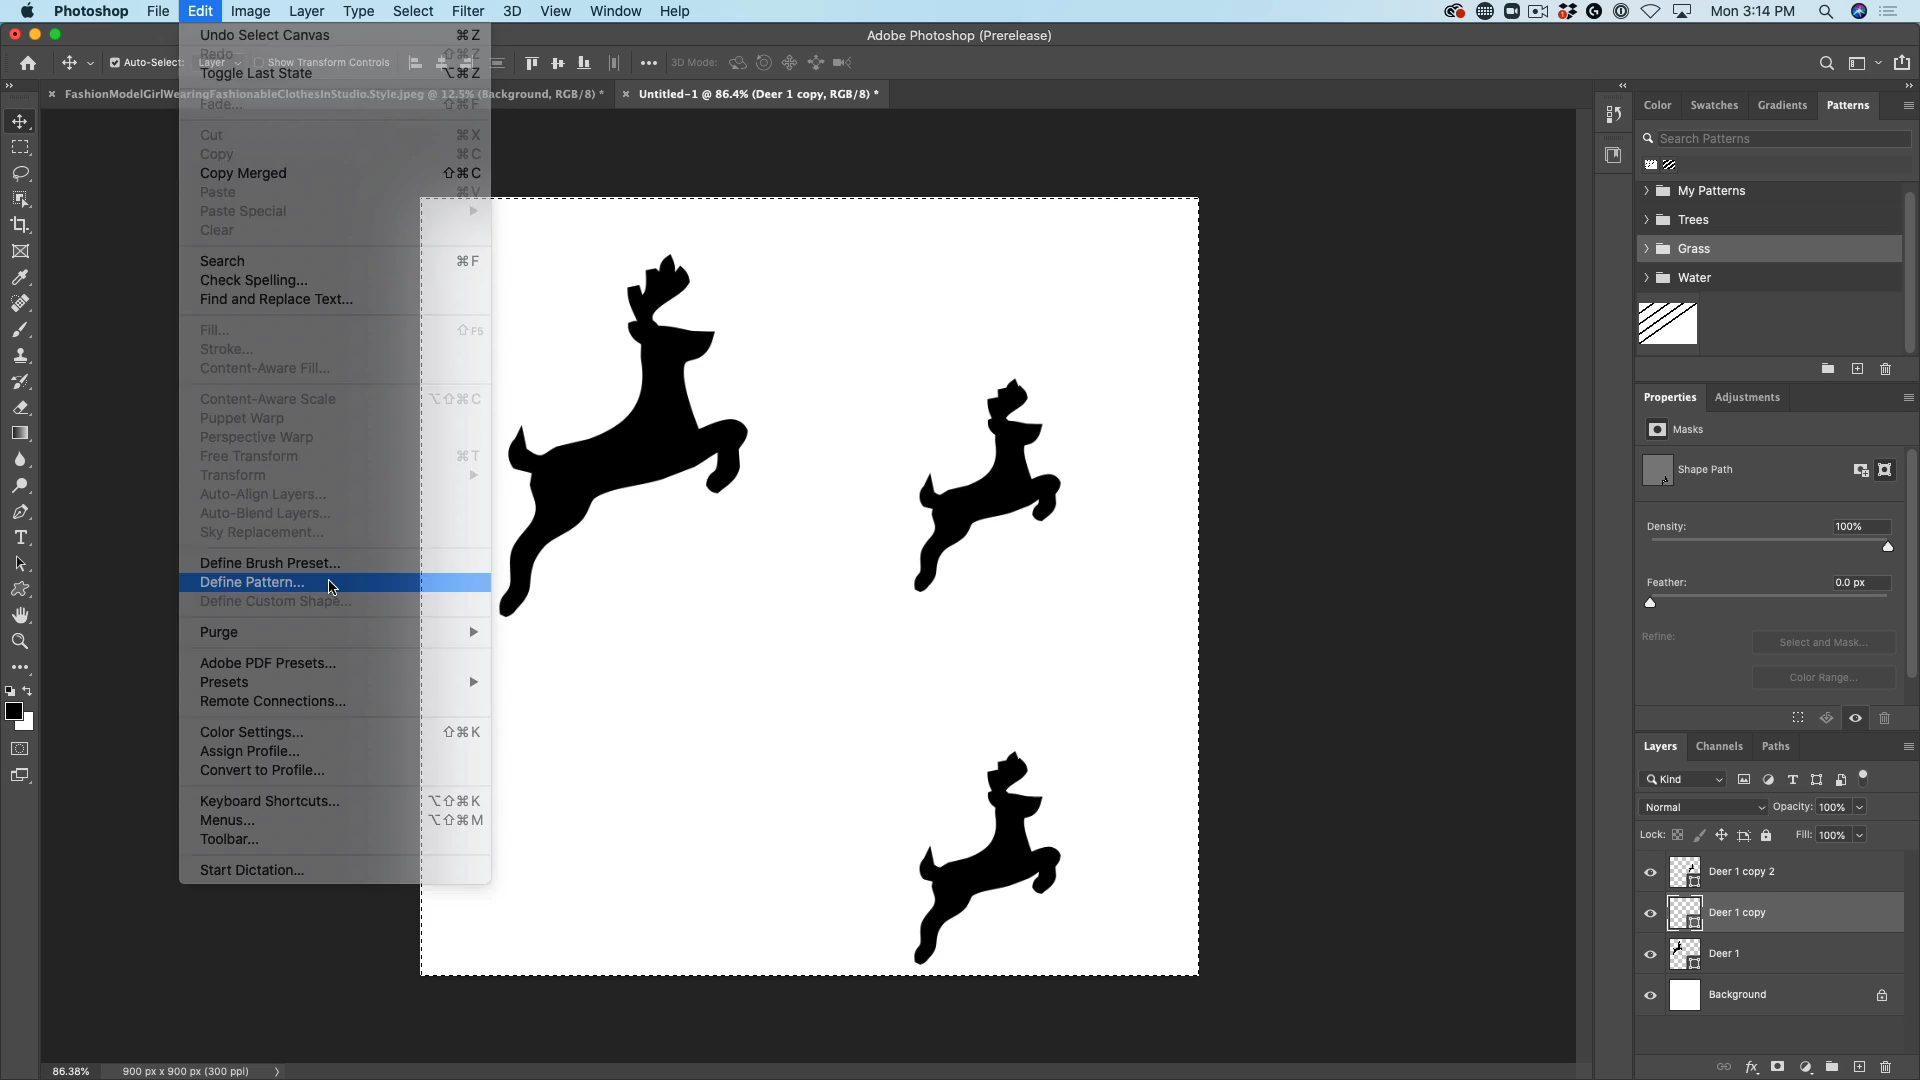 Photoshop File Edit Image Layer Type Select Filter 3D View Window Help Mon 3:14 PM
Adobe Photoshop (Prerelease)
Auto-Select: Layer Show Transform Controls 3D Mode:
FashionModelGirlWearingFashionableClothesInStudio.Style.jpeg @ 12.5% (Background, RGB/8) * Untitled-1 @ 86.4% (Deer 1 copy, RGB/8) *
Undo Select Canvas ⌘Z
Redo ⇧⌘Z
Toggle Last State ⌥⌘Z
Fade... ⇧⌘F
Cut ⌘X
Copy ⌘C
Copy Merged ⇧⌘C
Paste ⌘V
Paste Special
Clear
Search ⌘F
Check Spelling...
Find and Replace Text...
Fill... ⇧F5
Stroke...
Content-Aware Fill...
Content-Aware Scale ⌥⇧⌘C
Puppet Warp
Perspective Warp
Free Transform ⌘T
Transform
Auto-Align Layers...
Auto-Blend Layers...
Sky Replacement...
Define Brush Preset...
Define Pattern...
Define Custom Shape...
Purge
Adobe PDF Presets...
Presets
Remote Connections...
Color Settings... ⇧⌘K
Assign Profile...
Convert to Profile...
Keyboard Shortcuts... ⌥⇧⌘K
Menus... ⌥⇧⌘M
Toolbar...
Start Dictation...
Color Swatches Gradients Patterns
Search Patterns
My Patterns
Trees
Grass
Water
Properties Adjustments
Masks
Shape Path
Density: 100%
Feather: 0.0 px
Refine: Select and Mask...
Color Range...
Layers Channels Paths
Kind
Normal Opacity: 100%
Lock: Fill: 100%
Deer 1 copy 2
Deer 1 copy
Deer 1
Background
86.38% 900 px x 900 px (300 ppi)